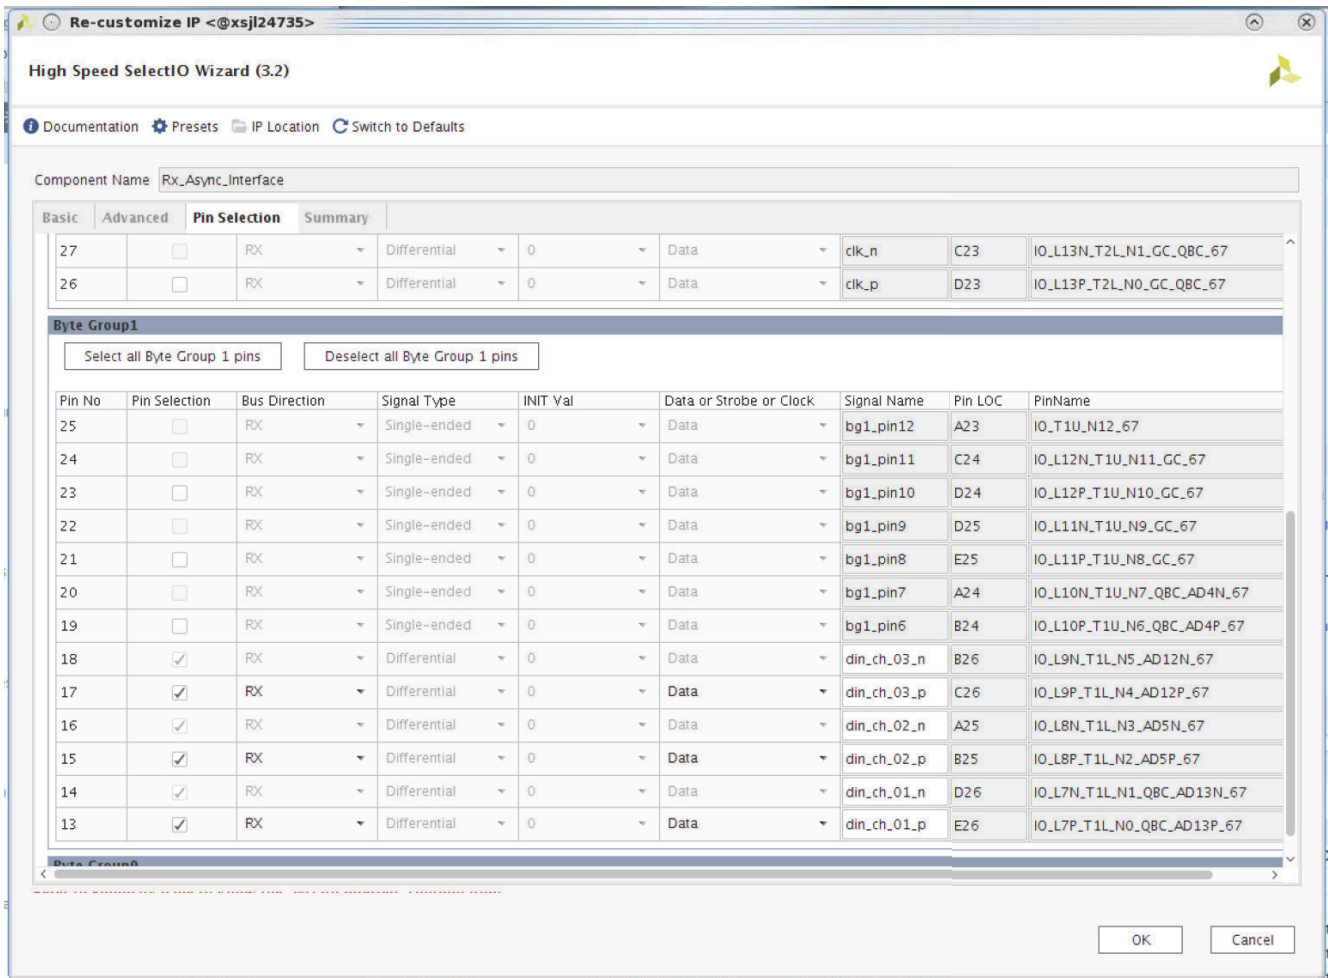 Re-customize IP <@xsjl24735>
High Speed SelectIO Wizard (3.2)
Documentation Presets IP Location Switch to Defaults
Component Name Rx_Async_Interface
Basic Advanced Pin Selection Summary
27 RX Differential 0 Data clk_n C23 IO_L13N_T2L_N1_GC_QBC_67
26 RX Differential 0 Data clk_p D23 IO_L13P_T2L_N0_GC_QBC_67
Byte Group1
Select all Byte Group 1 pins Deselect all Byte Group 1 pins
Pin No Pin Selection Bus Direction Signal Type INIT Val Data or Strobe or Clock Signal Name Pin LOC PinName
25 RX Single-ended 0 Data bg1_pin12 A23 IO_T1U_N12_67
24 RX Single-ended 0 Data bg1_pin11 C24 IO_L12N_T1U_N11_GC_67
23 RX Single-ended 0 Data bg1_pin10 D24 IO_L12P_T1U_N10_GC_67
22 RX Single-ended 0 Data bg1_pin9 D25 IO_L11N_T1U_N9_GC_67
21 RX Single-ended 0 Data bg1_pin8 E25 IO_L11P_T1U_N8_GC_67
20 RX Single-ended 0 Data bg1_pin7 A24 IO_L10N_T1U_N7_QBC_AD4N_67
19 RX Single-ended 0 Data bg1_pin6 B24 IO_L10P_T1U_N6_QBC_AD4P_67
18 RX Differential 0 Data din_ch_03_n B26 IO_L9N_T1L_N5_AD12N_67
17 RX Differential 0 Data din_ch_03_p C26 IO_L9P_T1L_N4_AD12P_67
16 RX Differential 0 Data din_ch_02_n A25 IO_L8N_T1L_N3_AD5N_67
15 RX Differential 0 Data din_ch_02_p B25 IO_L8P_T1L_N2_AD5P_67
14 RX Differential 0 Data din_ch_01_n D26 IO_L7N_T1L_N1_QBC_AD13N_67
13 RX Differential 0 Data din_ch_01_p E26 IO_L7P_T1L_N0_QBC_AD13P_67
Byte Group0
OK Cancel